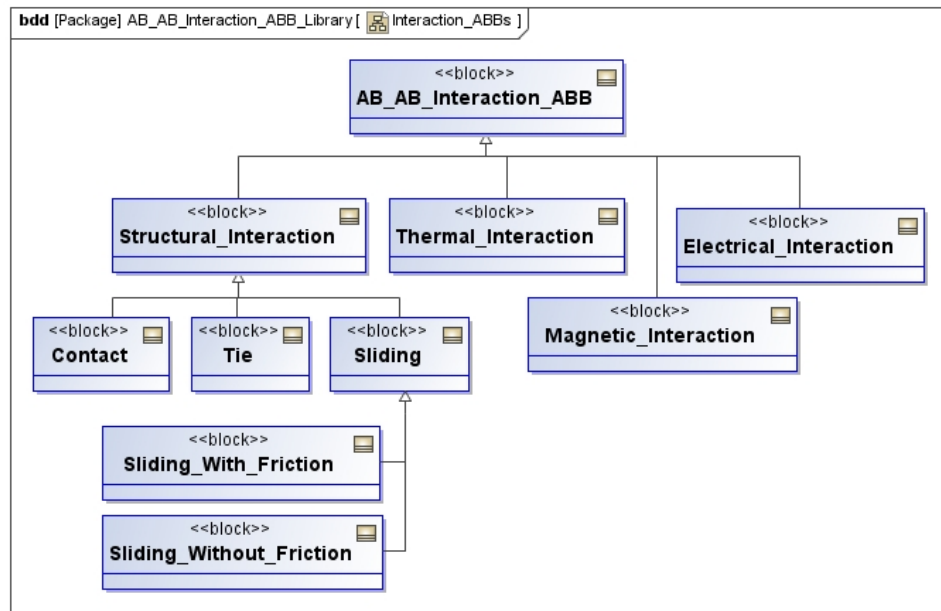 bdd [Package] AB_AB_Interaction_ABB_Library [ Interaction_ABBs ]
<<block>>
AB_AB_Interaction_ABB
<<block>>
Structural_Interaction
<<block>>
Thermal_Interaction
<<block>>
Electrical_Interaction
<<block>>
Magnetic_Interaction
<<block>>
Contact
<<block>>
Tie
<<block>>
Sliding
<<block>>
Sliding_With_Friction
<<block>>
Sliding_Without_Friction